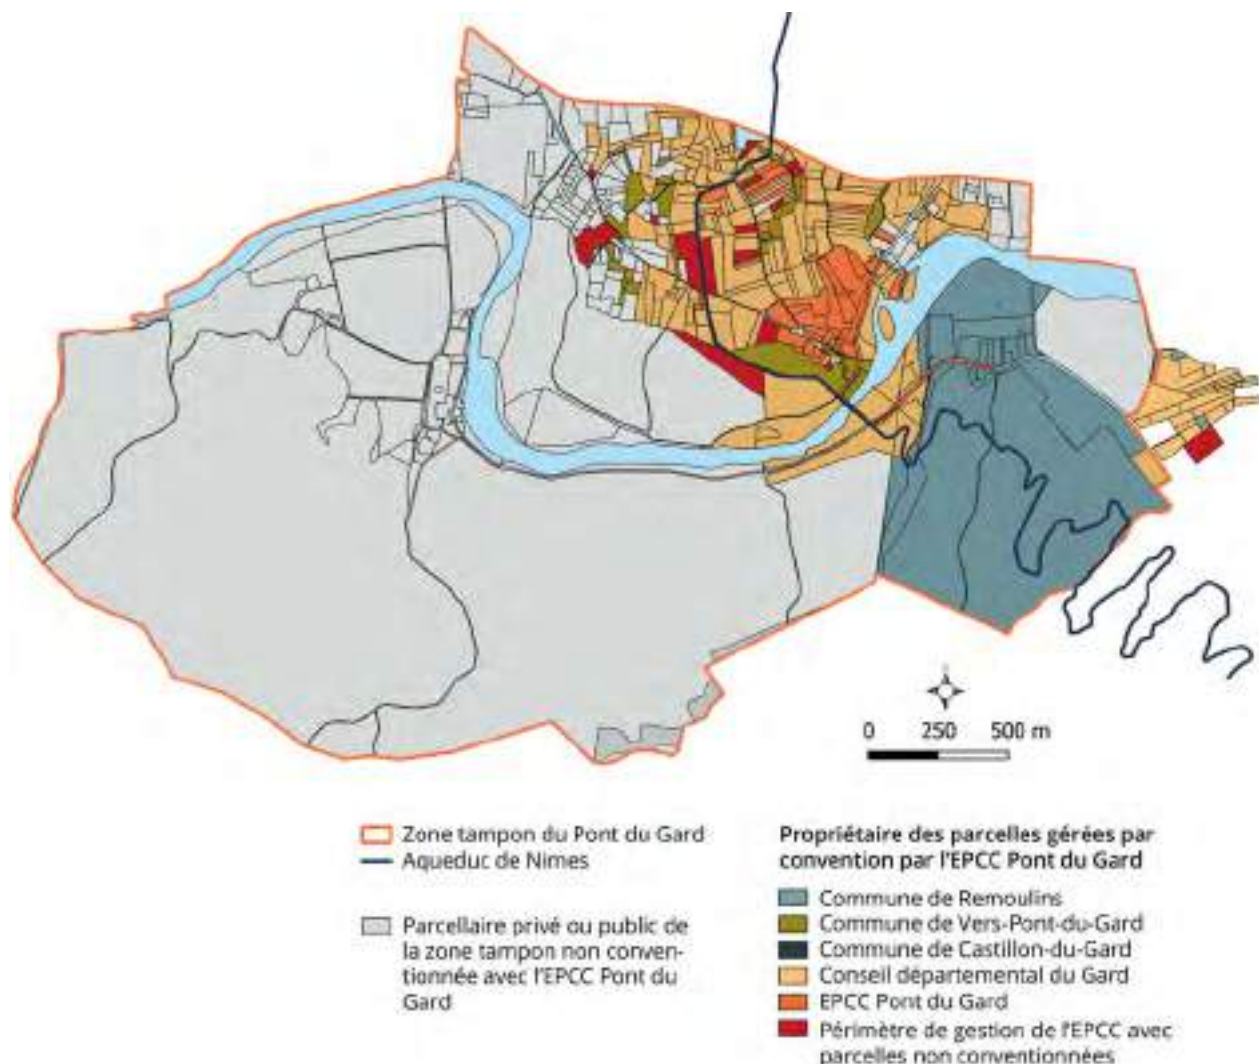 0 250 500 m
Zone tampon du Pont du Gard
Aqueduc de Nimes
Parcellaire privé ou public de
la zone tampon non conven-
tionnée avec l'EPCC Pont du
Gard
Propriétaire des parcelles gérées par
convention par l'EPCC Pont du Gard
Commune de Remoulins
Commune de Vers-Pont-du-Gard
Commune de Castillon-du-Gard
Conseil départemental du Gard
EPCC Pont du Gard
Périmètre de gestion de l'EPCC avec
parcelles non conventionnées